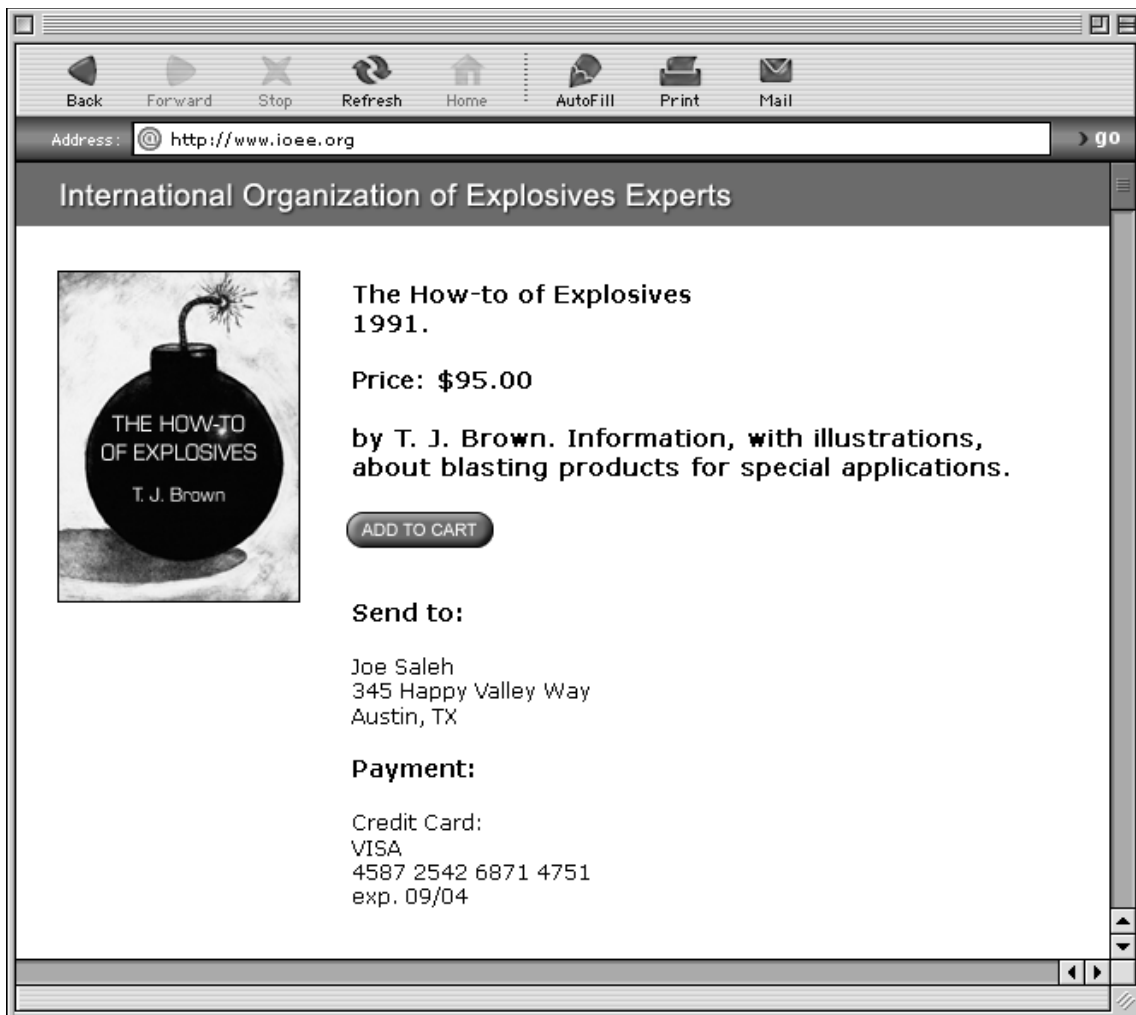 Back Forward Stop Refresh Home AutoFill Print Mail
Address: @ http://www.ioee.org go
International Organization of Explosives Experts
THE HOW-TO
OF EXPLOSIVES
T. J. Brown
The How-to of Explosives
1991.
Price: $95.00
by T. J. Brown. Information, with illustrations,
about blasting products for special applications.
ADD TO CART
Send to:
Joe Saleh
345 Happy Valley Way
Austin, TX
Payment:
Credit Card:
VISA
4587 2542 6871 4751
exp. 09/04